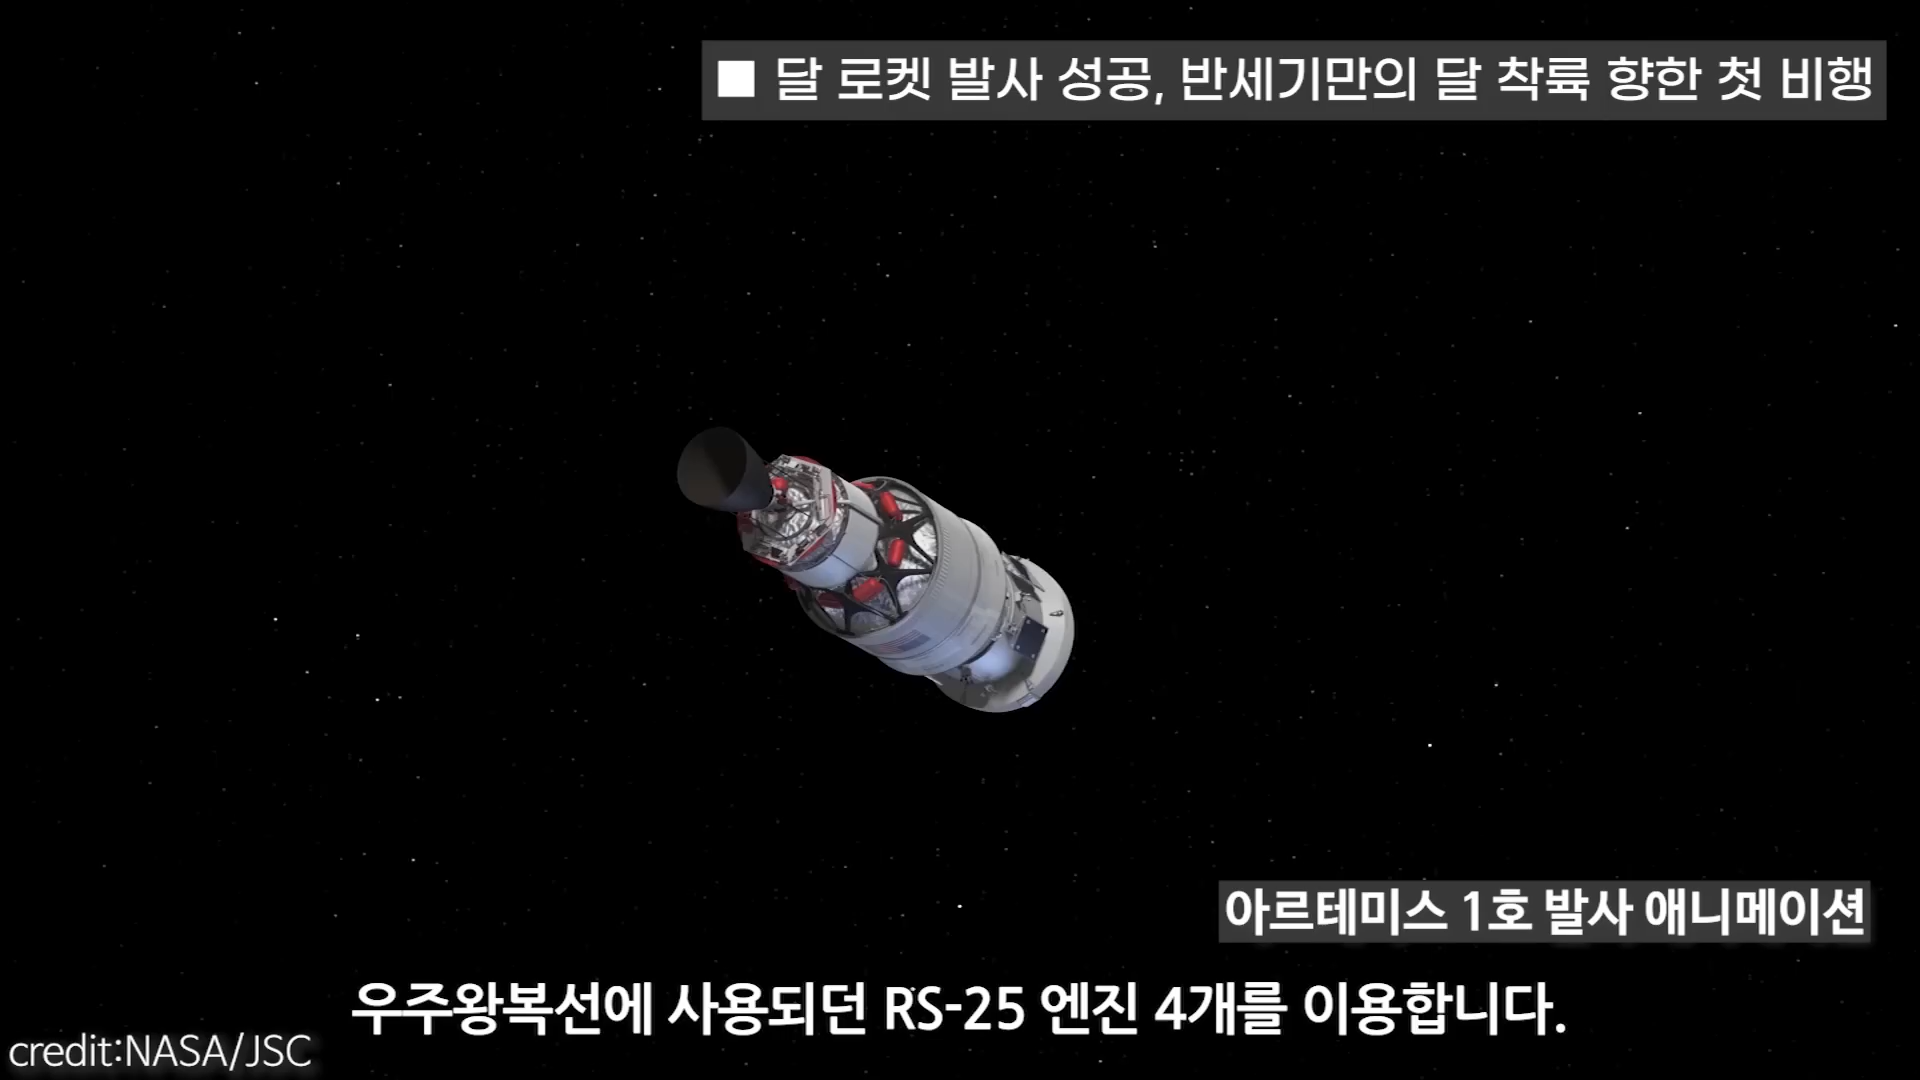 ■ 달 로켓 발사 성공, 반세기만의 달 착륙 향한 첫 비행
아르테미스 1호 발사 애니메이션
우주왕복선에 사용되던 RS-25 엔진 4개를 이용합니다.
credit:NASA/JSC